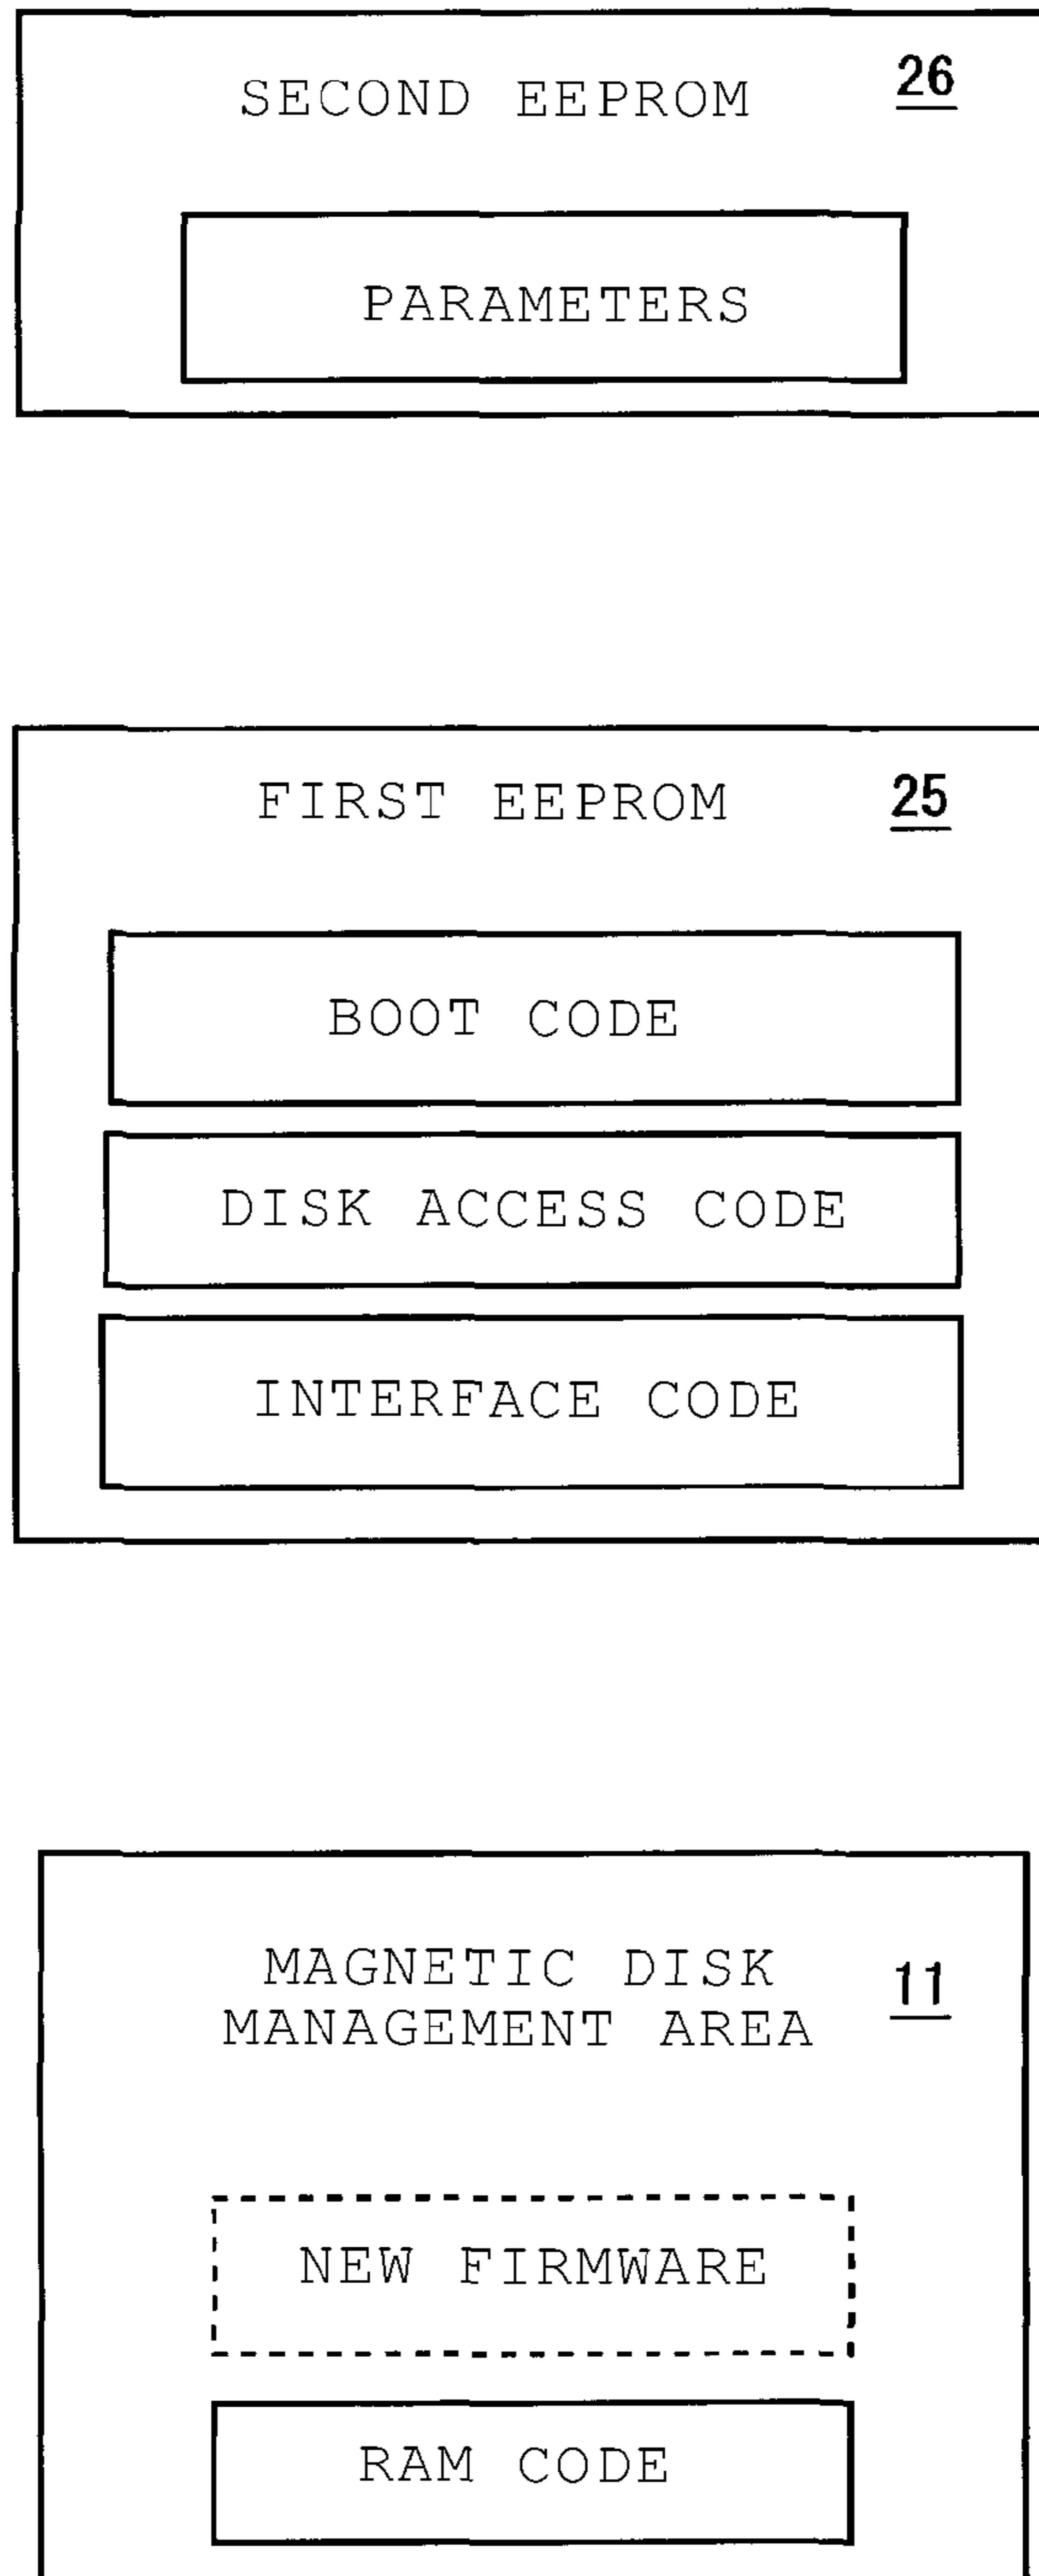 SECOND EEPROM 26
PARAMETERS
FIRST EEPROM 25
BOOT CODE
DISK ACCESS CODE
INTERFACE CODE
MAGNETIC DISK
MANAGEMENT AREA 11
NEW FIRMWARE
RAM CODE